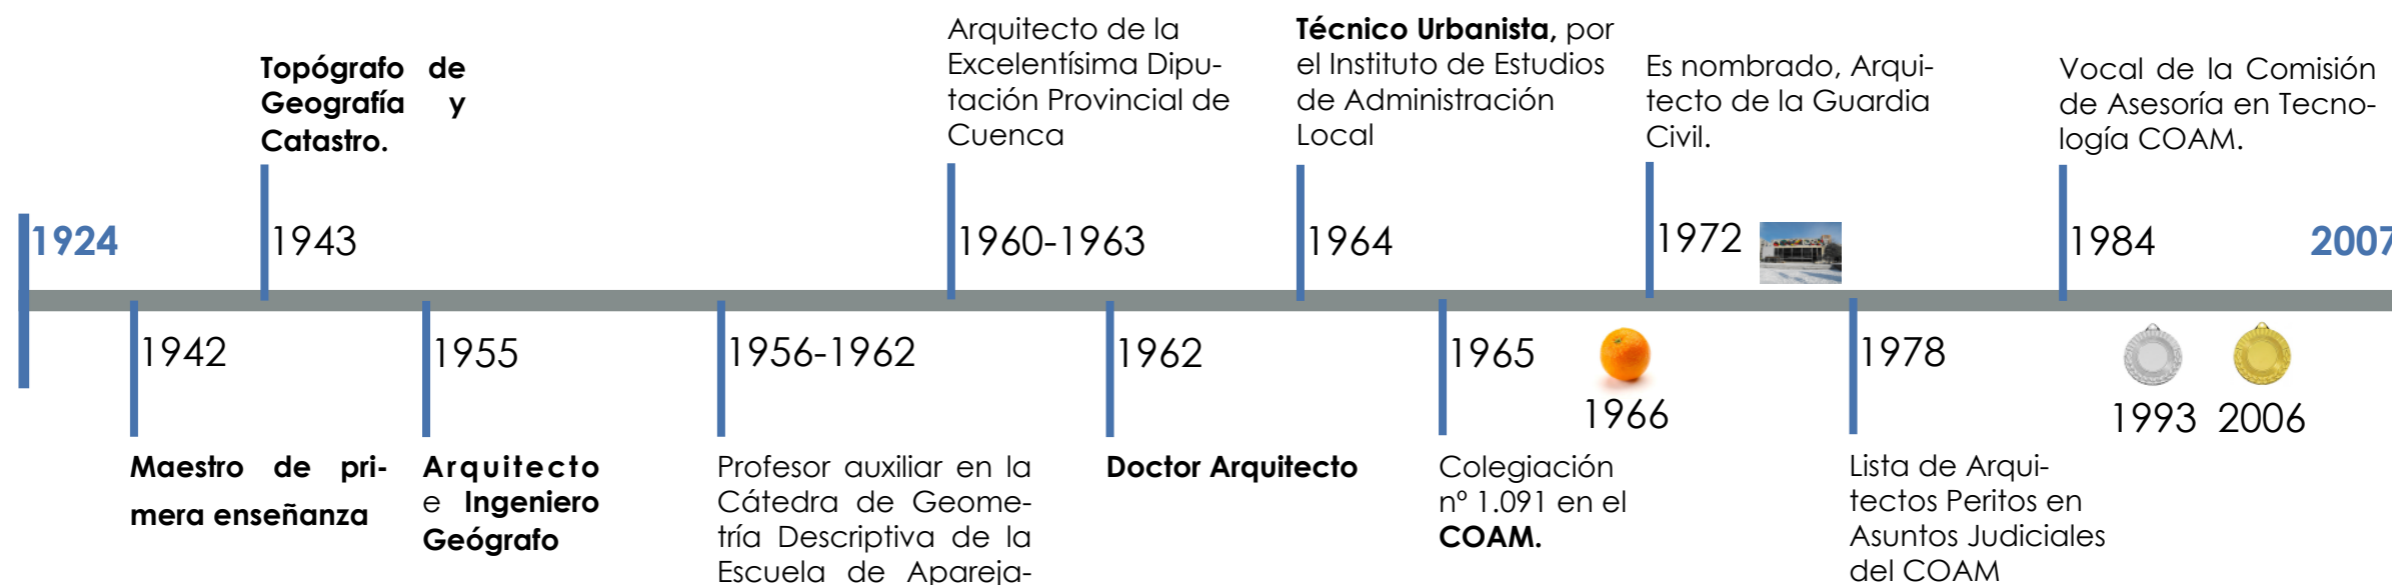 Topógrafo de
Geografía y
Catastro.
Arquitecto de la
Excelentísima Dipu-
tación Provincial de
Cuenca
Técnico Urbanista, por
el Instituto de Estudios
de Administración
Local
Es nombrado, Arqui-
tecto de la Guardia
Civil.
Vocal de la Comisión
de Asesoría en Tecno-
logía COAM.
1924
1943
1960-1963
1964
1972
1984
2007
1942
1955
1956-1962
1962
1965
1966
1978
1993
2006
Maestro de pri-
mera enseñanza
Arquitecto
e Ingeniero
Geógrafo
Profesor auxiliar en la
Cátedra de Geome-
tría Descriptiva de la
Escuela de Apareja-
Doctor Arquitecto
Colegiación
nº 1.091 en el
COAM.
Lista de Arqui-
tectos Peritos en
Asuntos Judiciales
del COAM